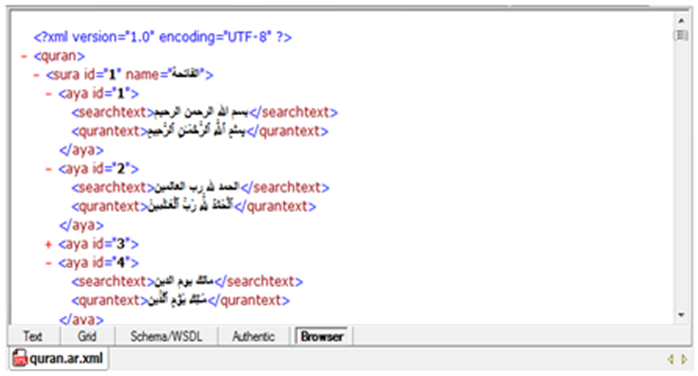 <?xml version="1.0" encoding="UTF-8" ?>
- <quran>
- <sura id="1" name="الفاتحة">
- <aya id="1">
<searchtext>بسم الله الرحمن الرحيم</searchtext>
<qurantext>بِسْمِ ٱللَّهِ ٱلرَّحْمَٰنِ ٱلرَّحِيمِ</qurantext>
</aya>
- <aya id="2">
<searchtext>الحمد لله رب العالمين</searchtext>
<qurantext>ٱلْحَمْدُ لِلَّهِ رَبِّ ٱلْعَٰلَمِينَ</qurantext>
</aya>
+ <aya id="3">
- <aya id="4">
<searchtext>مالك يوم الدين</searchtext>
<qurantext>مَٰلِكِ يَوْمِ ٱلدِّينِ</qurantext>
</aya>
Text Grid Schema/WSDL Authentic Browser
quran.ar.xml